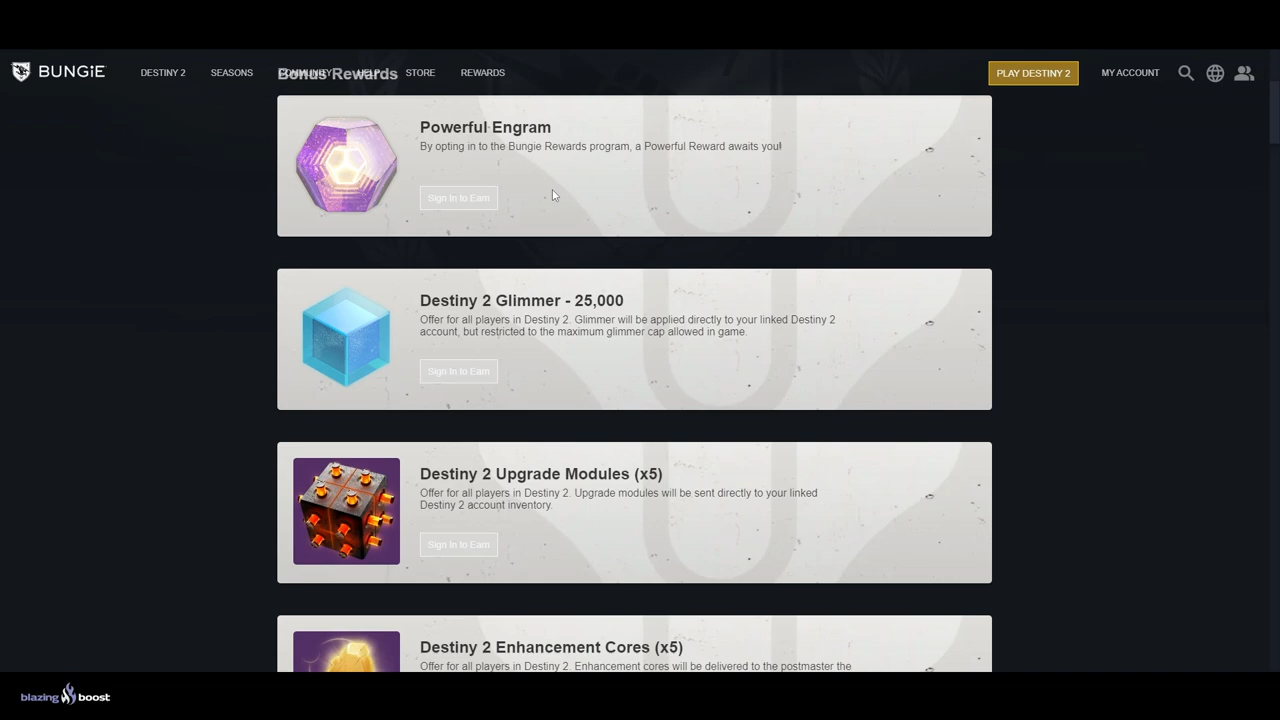 BUNGiE
DESTINY 2
SEASONS
COMMUNITY
HELP
STORE
REWARDS
PLAY DESTINY 2
MY ACCOUNT
Bonus Rewards
Powerful Engram
By opting in to the Bungie Rewards program, a Powerful Reward awaits you!
Sign In to Earn
Destiny 2 Glimmer - 25,000
Offer for all players in Destiny 2. Glimmer will be applied directly to your linked Destiny 2
account, but restricted to the maximum glimmer cap allowed in game.
Sign In to Earn
Destiny 2 Upgrade Modules (x5)
Offer for all players in Destiny 2. Upgrade modules will be sent directly to your linked
Destiny 2 account inventory.
Sign In to Earn
Destiny 2 Enhancement Cores (x5)
Offer for all players in Destiny 2. Enhancement cores will be delivered to the postmaster the
blazing boost